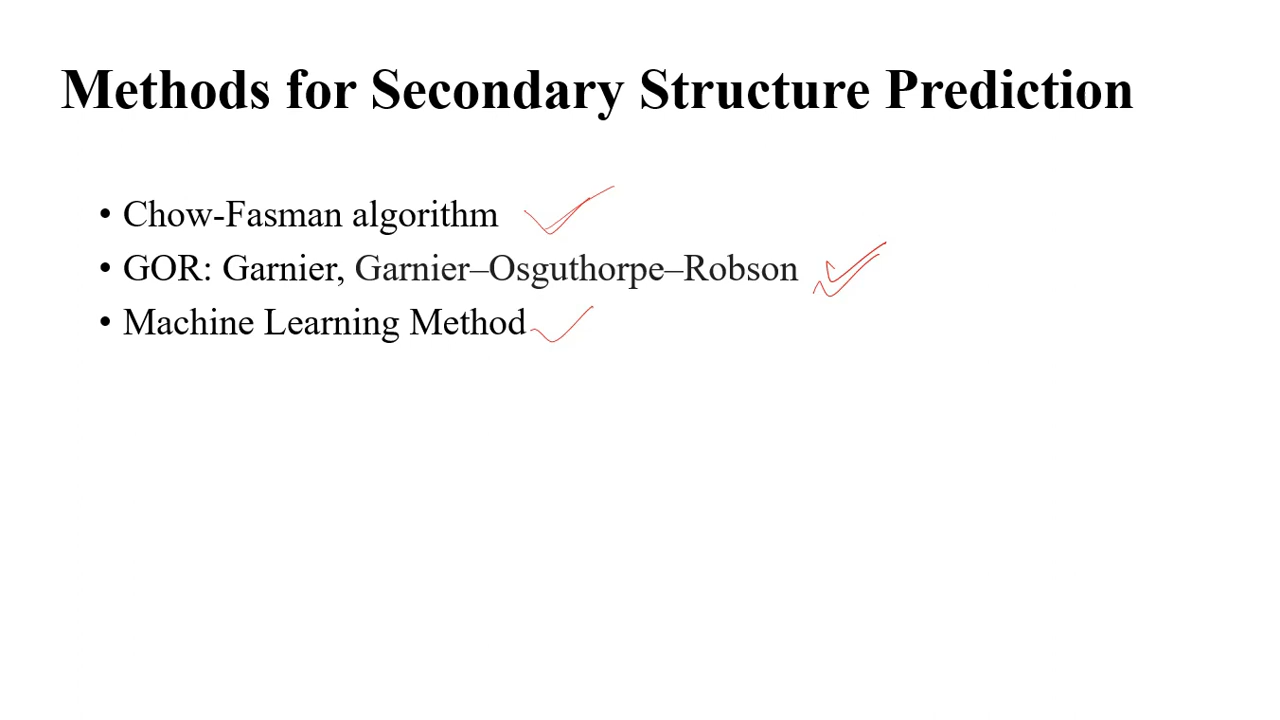 Methods for Secondary Structure Prediction
• Chow-Fasman algorithm
• GOR: Garnier, Garnier–Osguthorpe–Robson
• Machine Learning Method